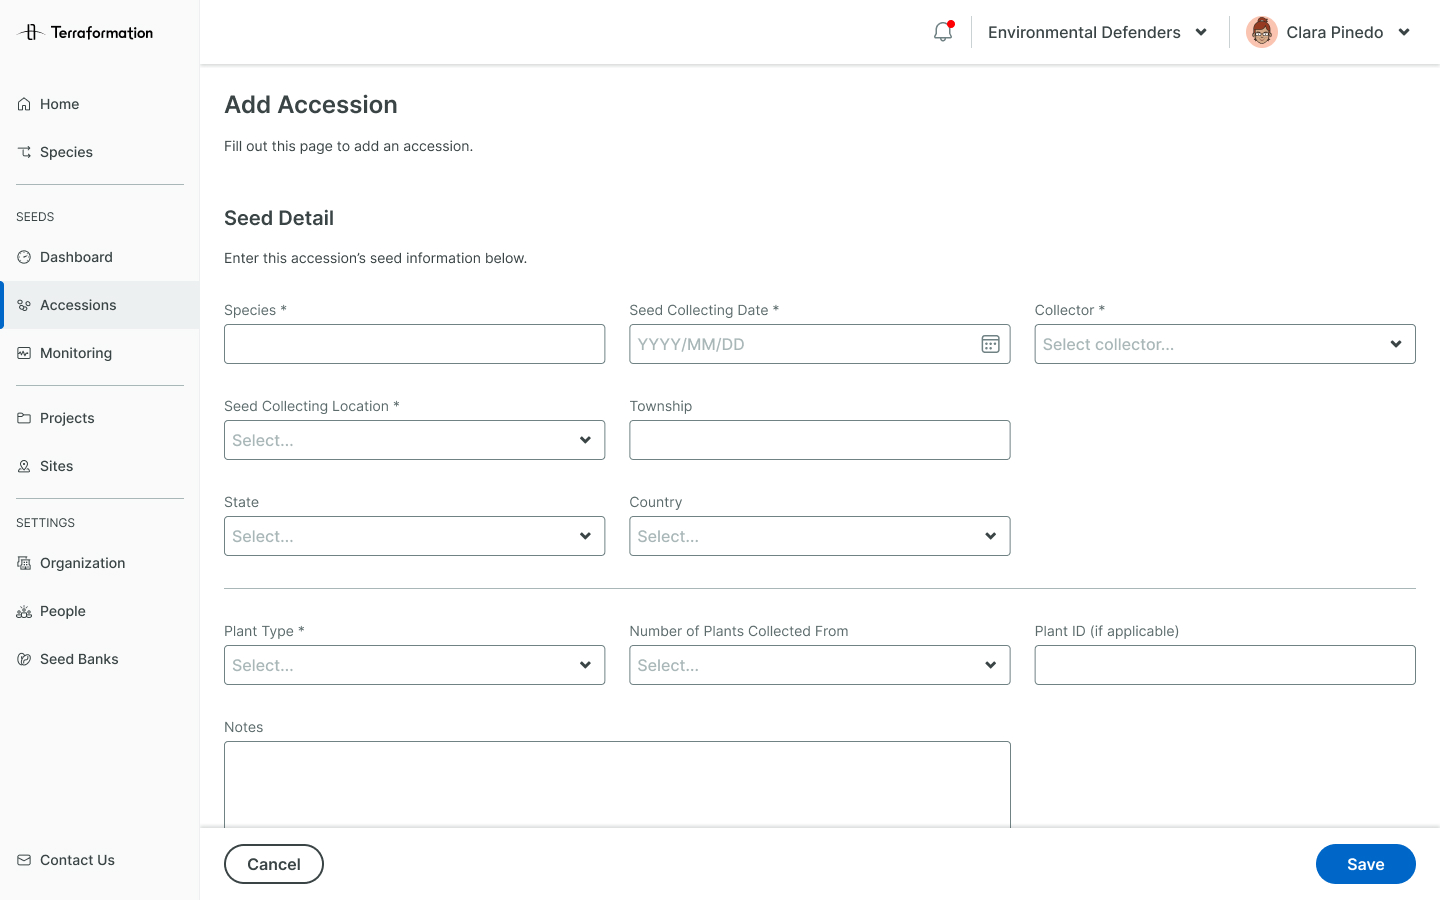 Terraformation
Environmental Defenders
Clara Pinedo
Home
Species
SEEDS
Dashboard
Accessions
Monitoring
Projects
Sites
SETTINGS
Organization
People
Seed Banks
Contact Us
Add Accession
Fill out this page to add an accession.
Seed Detail
Enter this accession’s seed information below.
Species *
Seed Collecting Date *
YYYY/MM/DD
Collector *
Select collector...
Seed Collecting Location *
Select...
Township
State
Select...
Country
Select...
Plant Type *
Select...
Number of Plants Collected From
Select...
Plant ID (if applicable)
Notes
Cancel
Save